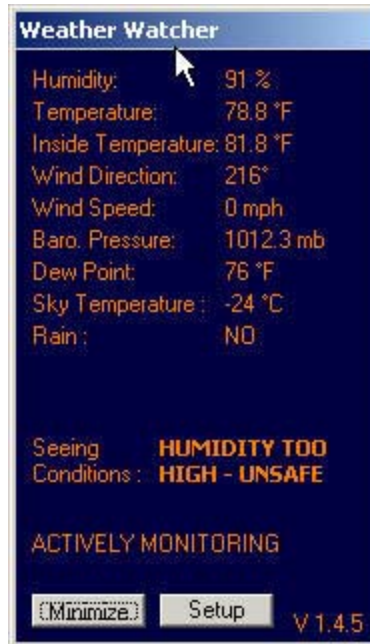 Weather Watcher
Humidity: 91 %
Temperature: 78.8 °F
Inside Temperature: 81.8 °F
Wind Direction: 216°
Wind Speed: 0 mph
Baro. Pressure: 1012.3 mb
Dew Point: 76 °F
Sky Temperature : -24 °C
Rain : NO
Seeing HUMIDITY TOO
Conditions : HIGH - UNSAFE
ACTIVELY MONITORING
Minimize Setup V 1.4.5